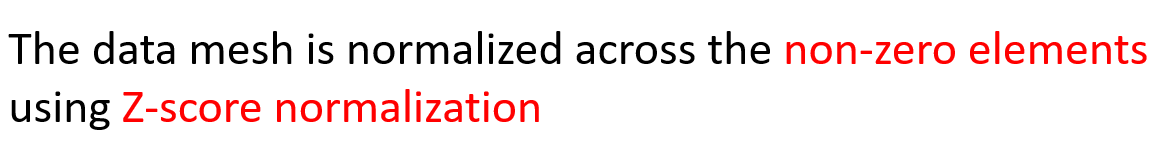 The data mesh is normalized across the non-zero elements
using Z-score normalization